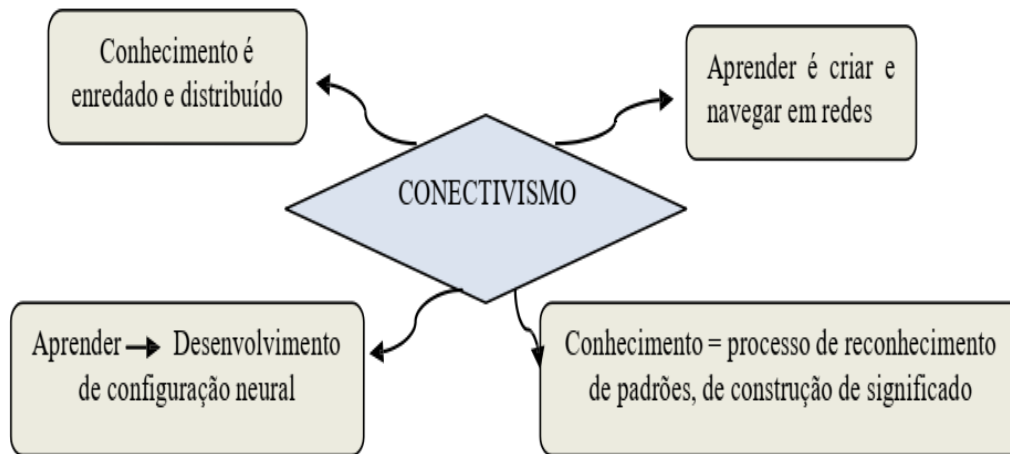 Conhecimento é
enredado e distribuído
Aprender é criar e
navegar em redes
CONECTIVISMO
Aprender → Desenvolvimento
de configuração neural
Conhecimento = processo de reconhecimento
de padrões, de construção de significado